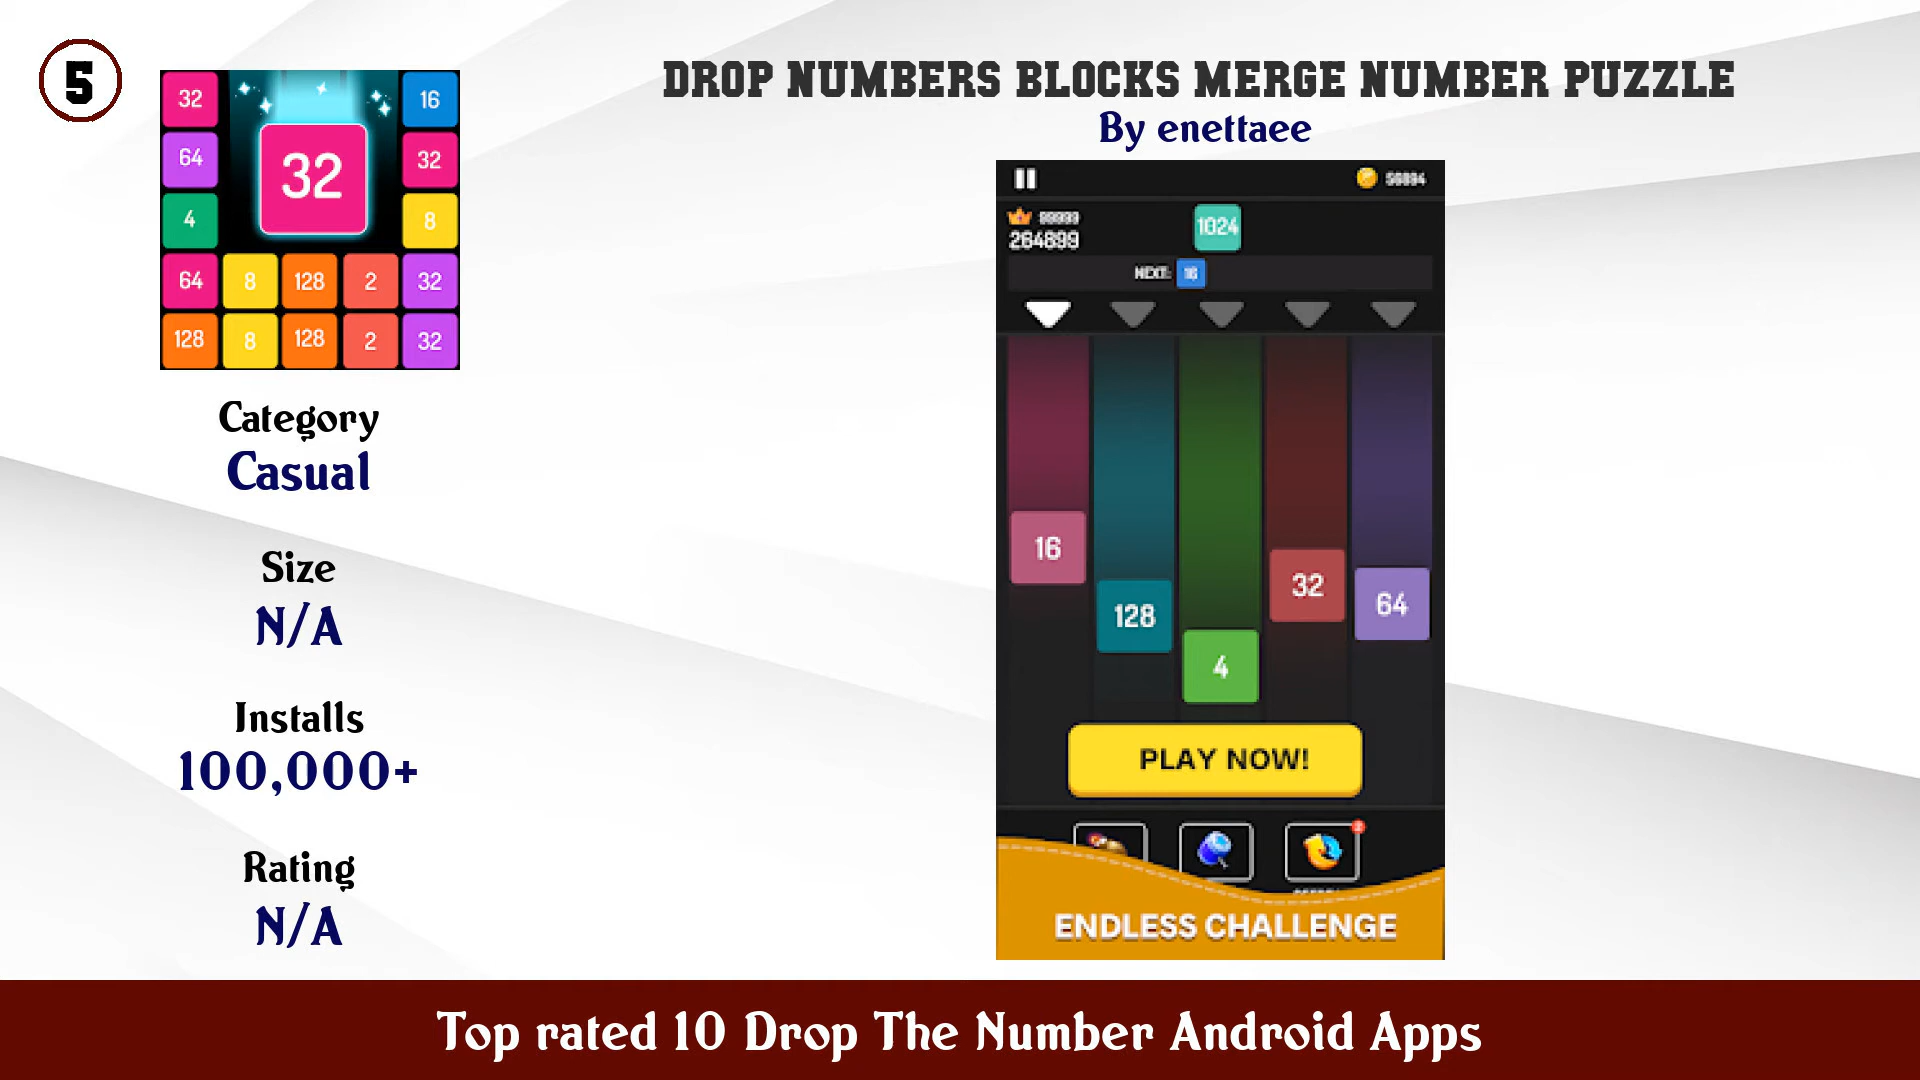 5
DROP NUMBERS BLOCKS MERGE NUMBER PUZZLE
By enettaee
32
16
64
32
32
4
8
64 8 128 2 32
128 8 128 2 32
Category
Casual
Size
N/A
Installs
100,000+
Rating
N/A
99999
264899
1024
NEXT: 16
16
128
4
32
64
PLAY NOW!
ENDLESS CHALLENGE
Top rated 10 Drop The Number Android Apps